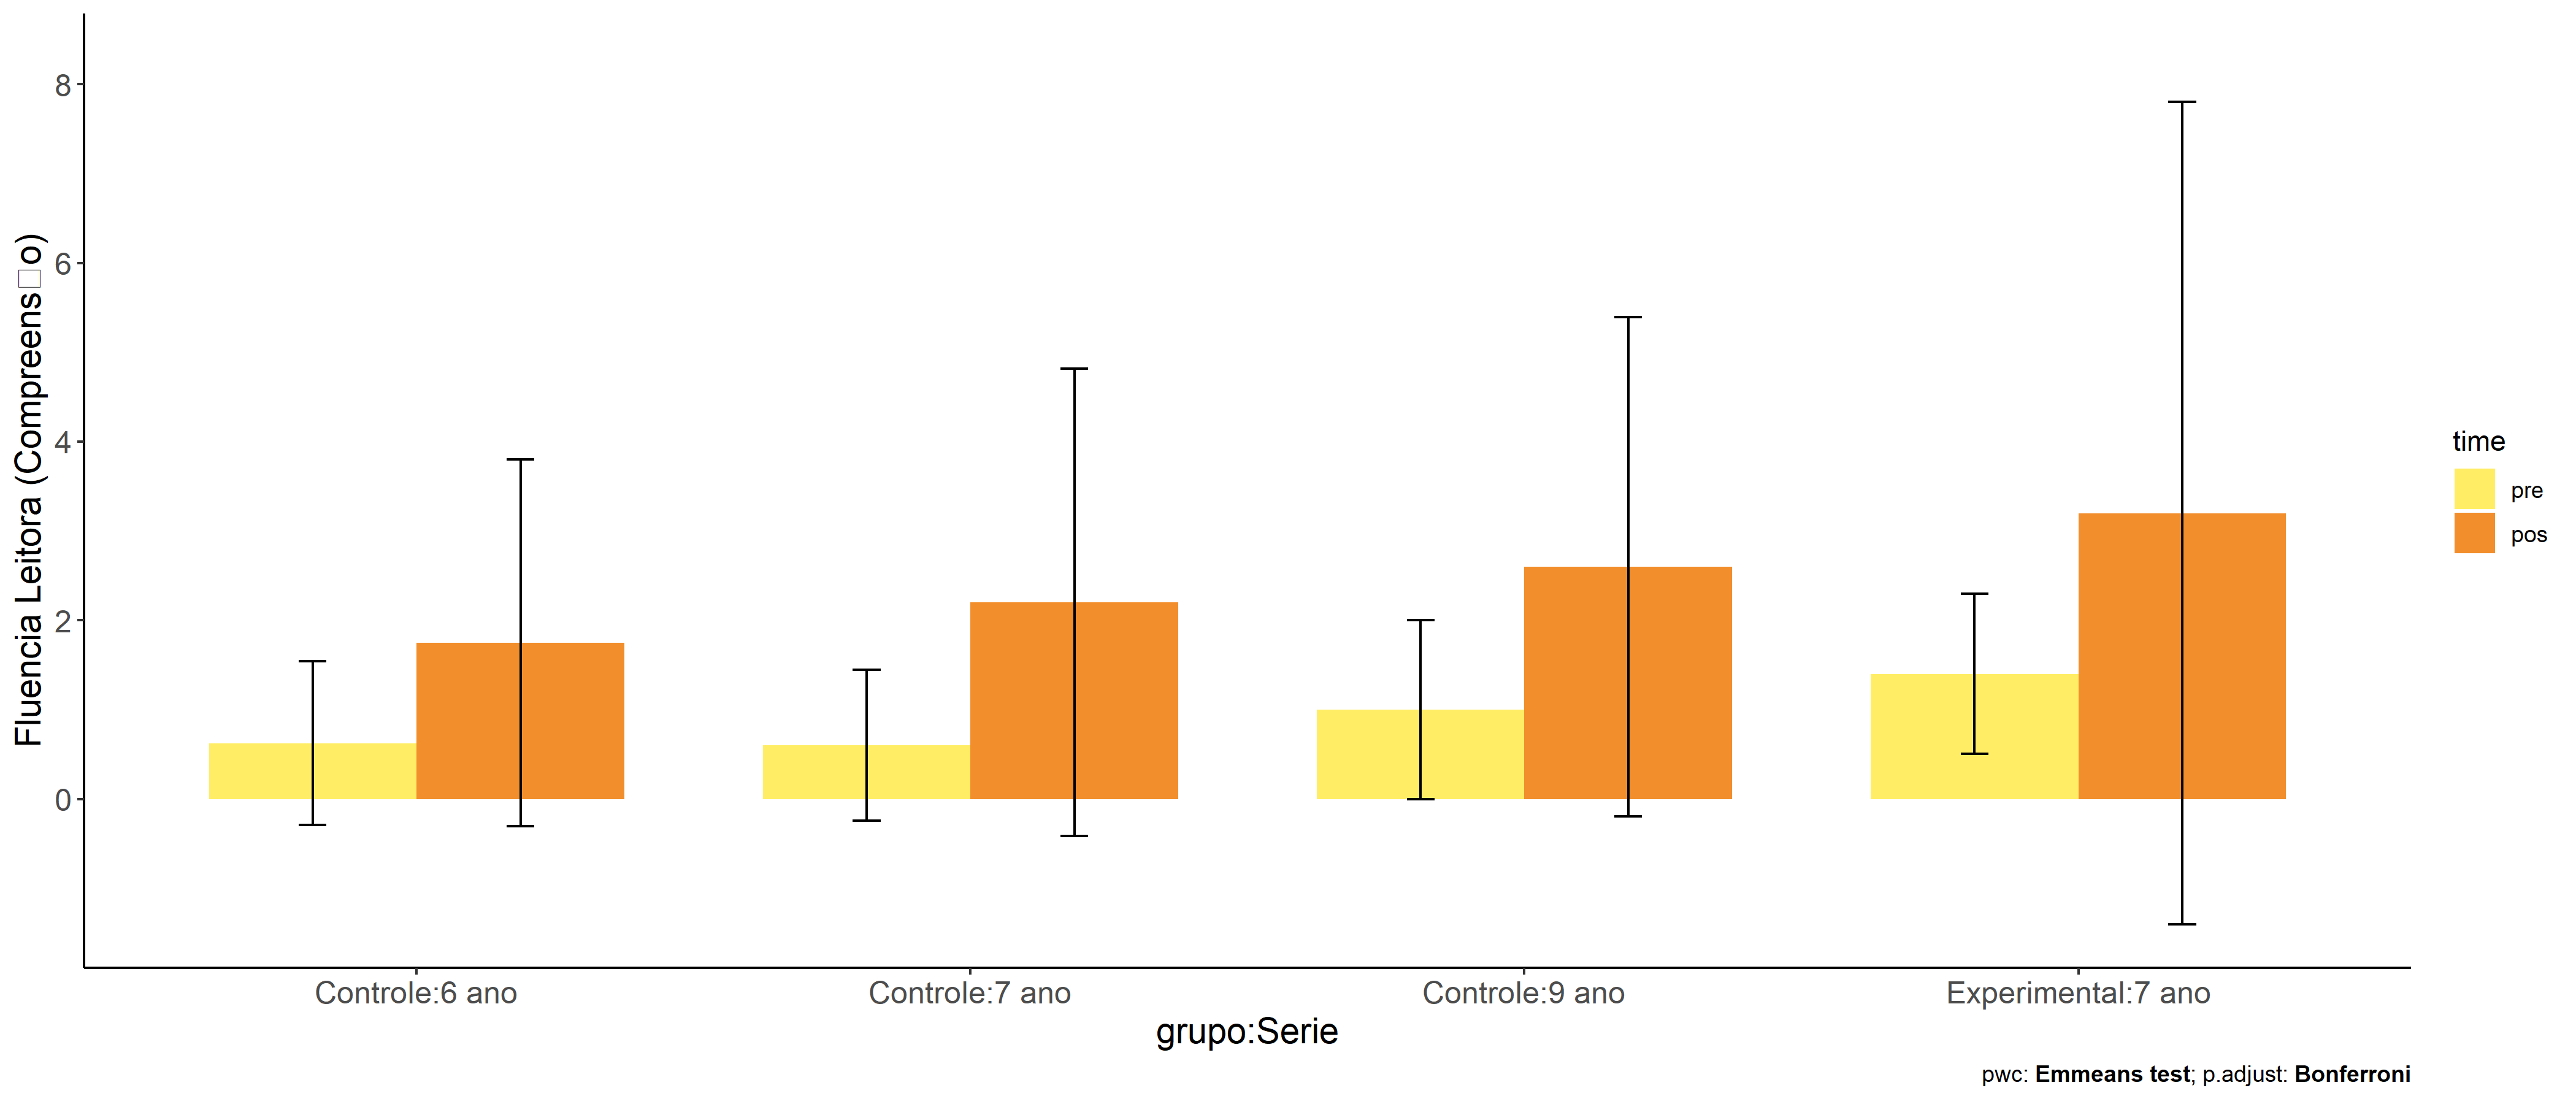 Fluencia Leitora (Compreens□o)
8
6
4
2
0
Controle:6 ano
Controle:7 ano
Controle:9 ano
Experimental:7 ano
grupo:Serie
time
pre
pos
pwc: Emmeans test; p.adjust: Bonferroni